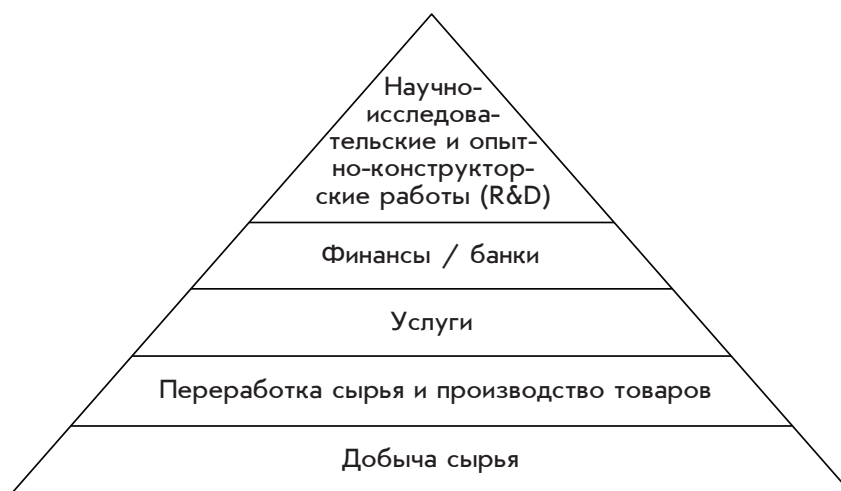 Научно-
исследова-
тельские и опыт-
но-конструктор-
ские работы (R&D)
Финансы / банки
Услуги
Переработка сырья и производство товаров
Добыча сырья